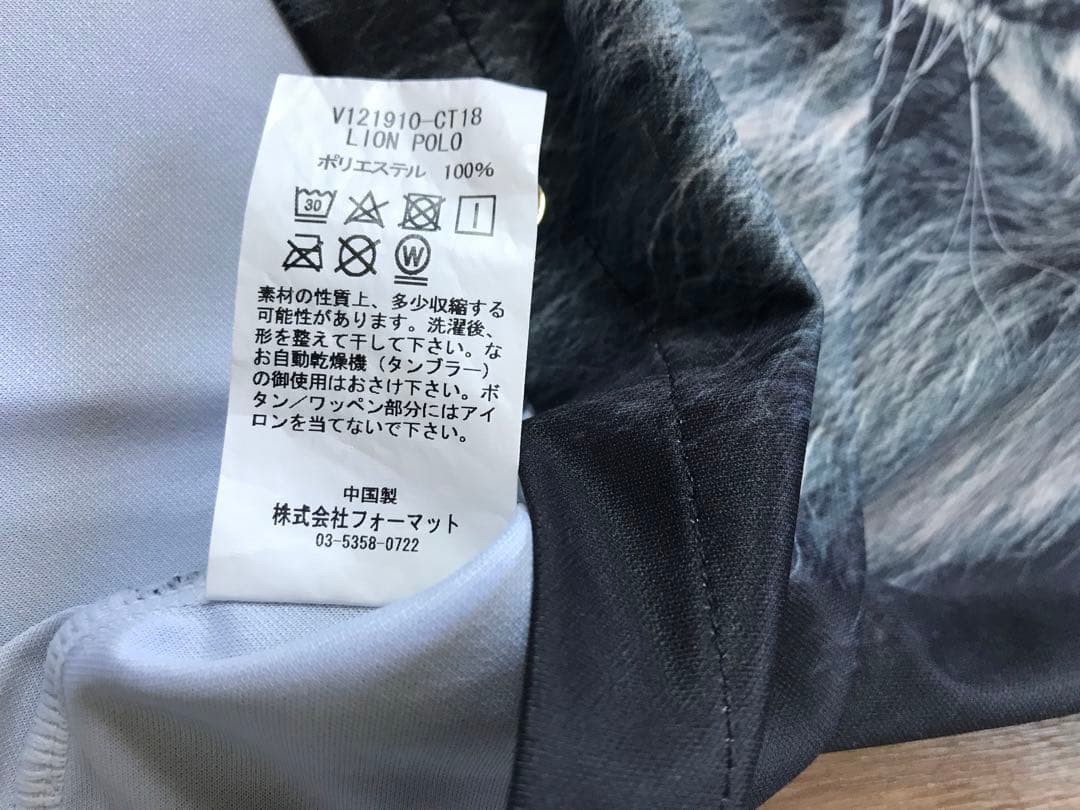 V121910-CT18
LION POLO
ポリエステル 100%
30
W
素材の性質上、多少収縮する
可能性があります。洗濯後、
形を整えて干して下さい。な
お自動乾燥機（タンブラー）
の御使用はおさけ下さい。ボ
タン／ワッペン部分にはアイ
ロンを当てないで下さい。
中国製
株式会社フォーマット
03-5358-0722